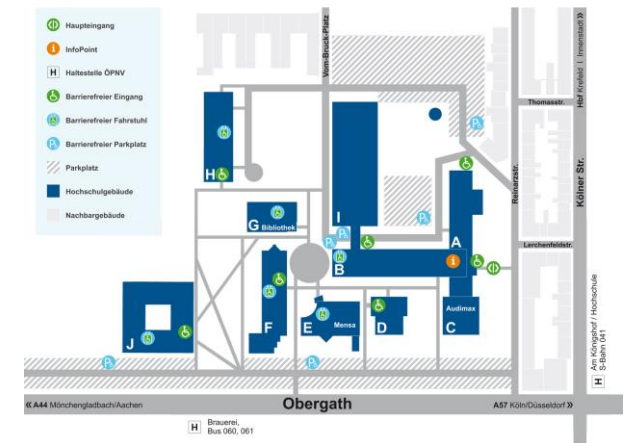 Haupteingang
InfoPoint
H Haltestelle ÖPNV
Barrierefreier Eingang
Barrierefreier Fahrstuhl
Barrierefreier Parkplatz
Parkplatz
Hochschulgebäude
Nachbargebäude
Vom-Bruck-Platz
Hbf Krefeld I Innenstadt »
Thomasstr.
Reinarzstr.
Kölner Str.
Lerchenfeldstr.
H
I
G Bibliothek
A
B
F
E Mensa
D
Audimax
C
J
H Am Königshof / Hochschule
S-Bahn 041
« A44 Mönchengladbach/Aachen
Obergath
A57 Köln/Düsseldorf »
H Brauerei,
Bus 060, 061